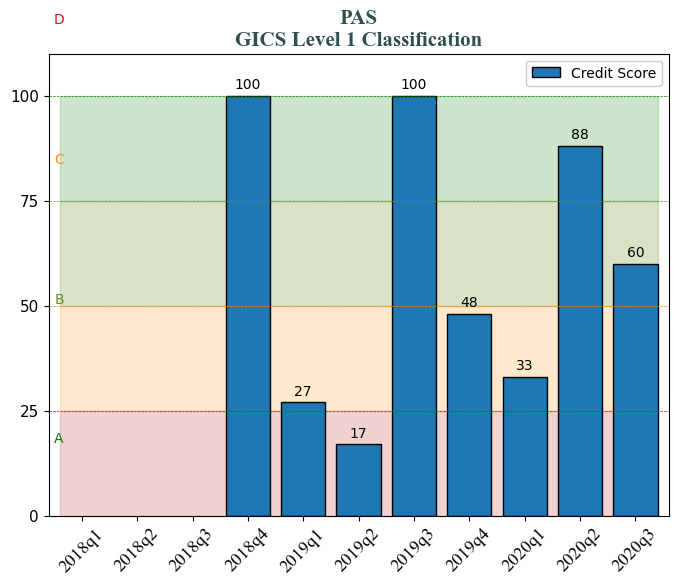 D
PAS
GICS Level 1 Classification
Credit Score
100
100
100
C
88
75
60
B
50
48
33
27
25
17
A
0
2018q1
2018q2
2018q3
2018q4
2019q1
2019q2
2019q3
2019q4
2020q1
2020q2
2020q3